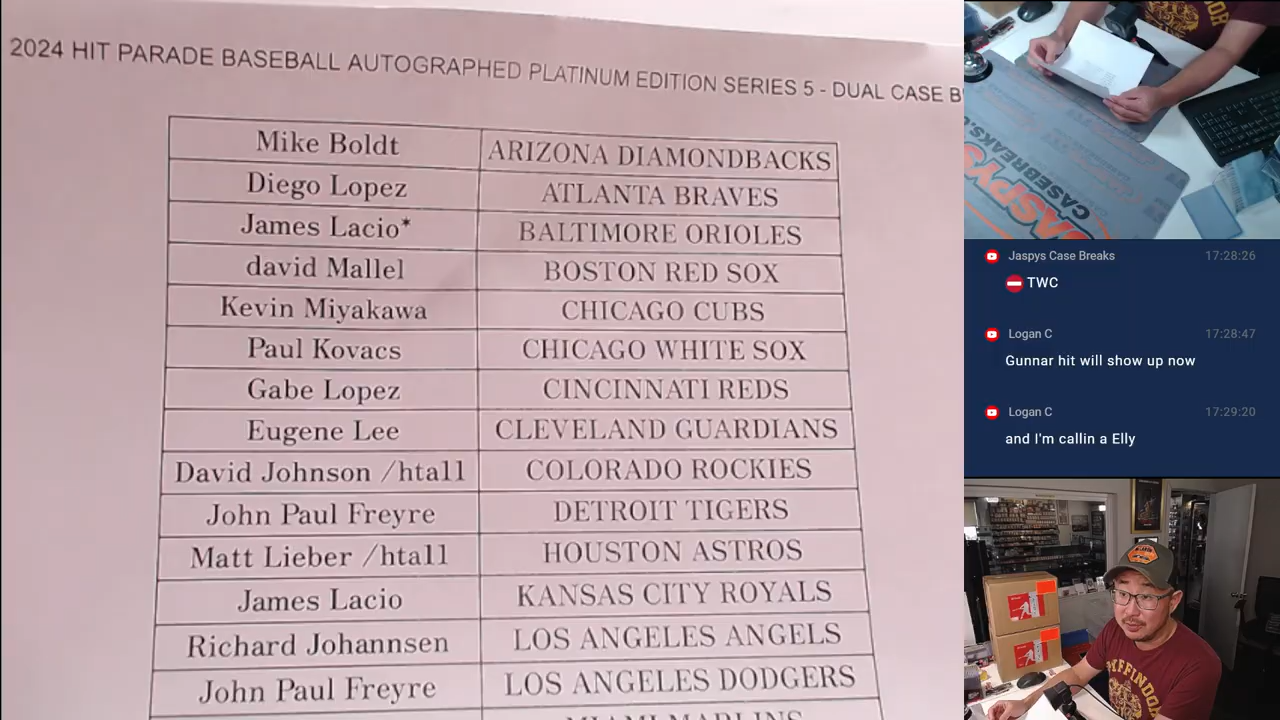 2024 HIT PARADE BASEBALL AUTOGRAPHED PLATINUM EDITION SERIES 5 - DUAL CASE B
Mike Boldt ARIZONA DIAMONDBACKS
Diego Lopez ATLANTA BRAVES
James Lacio* BALTIMORE ORIOLES
david Mallel BOSTON RED SOX
Kevin Miyakawa CHICAGO CUBS
Paul Kovacs CHICAGO WHITE SOX
Gabe Lopez CINCINNATI REDS
Eugene Lee CLEVELAND GUARDIANS
David Johnson /htall COLORADO ROCKIES
John Paul Freyre DETROIT TIGERS
Matt Lieber /htall HOUSTON ASTROS
James Lacio KANSAS CITY ROYALS
Richard Johannsen LOS ANGELES ANGELS
John Paul Freyre LOS ANGELES DODGERS
MIAMI MARLINS
JASPYS
CASEBREAKS.C
Jaspys Case Breaks 17:28:26
TWC
Logan C 17:28:47
Gunnar hit will show up now
Logan C 17:29:20
and I'm callin a Elly